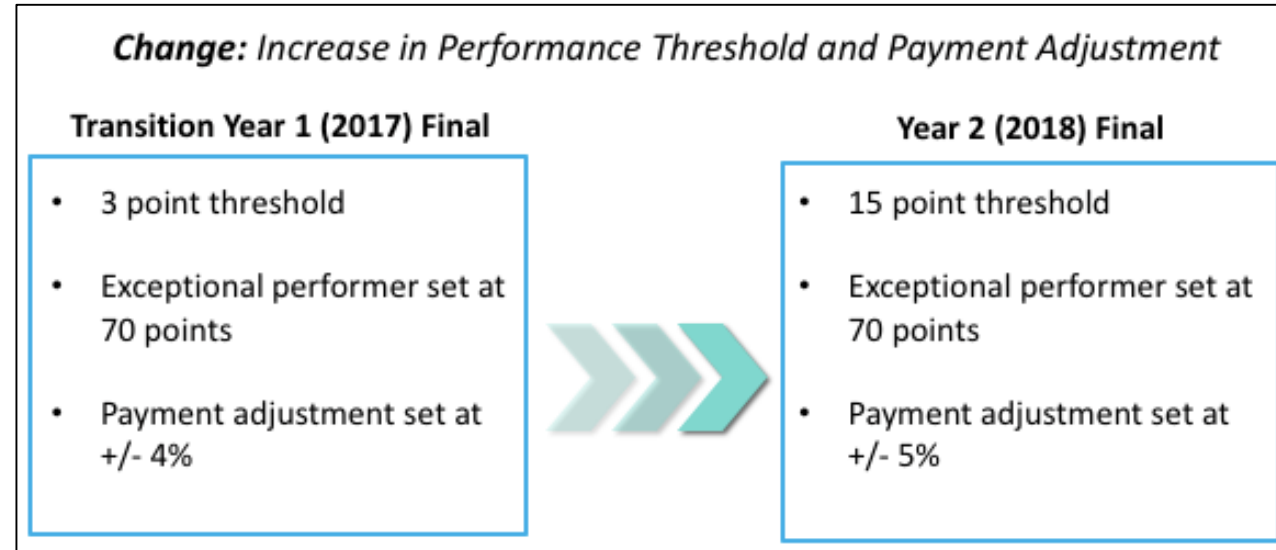 Change: Increase in Performance Threshold and Payment Adjustment
Transition Year 1 (2017) Final
• 3 point threshold
• Exceptional performer set at
70 points
• Payment adjustment set at
+/- 4%
Year 2 (2018) Final
• 15 point threshold
• Exceptional performer set at
70 points
• Payment adjustment set at
+/- 5%